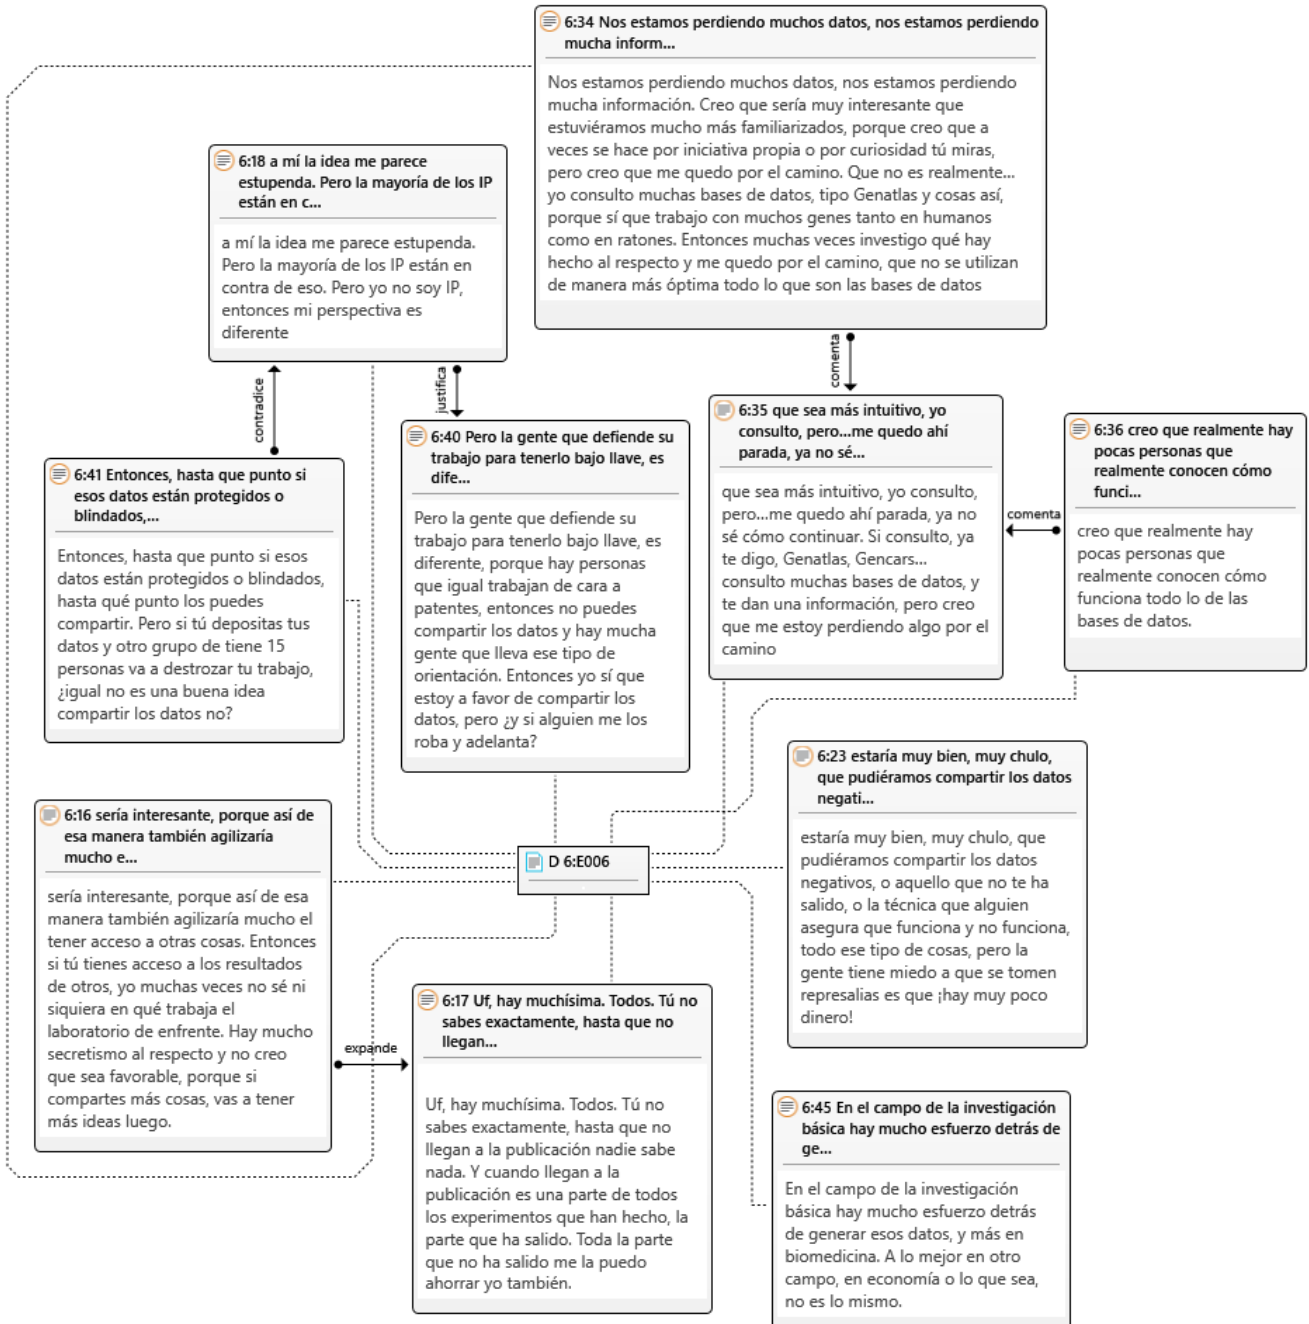 6:34 Nos estamos perdiendo muchos datos, nos estamos perdiendo
mucha inform...
Nos estamos perdiendo muchos datos, nos estamos perdiendo
mucha información. Creo que sería muy interesante que
estuviéramos mucho más familiarizados, porque creo que a
veces se hace por iniciativa propia o por curiosidad tú miras,
pero creo que me quedo por el camino. Que no es realmente...
yo consulto muchas bases de datos, tipo Genatlas y cosas así,
porque sí que trabajo con muchos genes tanto en humanos
como en ratones. Entonces muchas veces investigo qué hay
hecho al respecto y me quedo por el camino, que no se utilizan
de manera más óptima todo lo que son las bases de datos
6:18 a mí la idea me parece
estupenda. Pero la mayoría de los IP
están en c...
a mí la idea me parece estupenda.
Pero la mayoría de los IP están en
contra de eso. Pero yo no soy IP,
entonces mi perspectiva es
diferente
contradice
justifica
comenta
6:41 Entonces, hasta que punto si
esos datos están protegidos o
blindados,...
Entonces, hasta que punto si esos
datos están protegidos o blindados,
hasta qué punto los puedes
compartir. Pero si tú depositas tus
datos y otro grupo de tiene 15
personas va a destrozar tu trabajo,
¿igual no es una buena idea
compartir los datos no?
6:40 Pero la gente que defiende su
trabajo para tenerlo bajo llave, es
dife...
Pero la gente que defiende su
trabajo para tenerlo bajo llave, es
diferente, porque hay personas
que igual trabajan de cara a
patentes, entonces no puedes
compartir los datos y hay mucha
gente que lleva ese tipo de
orientación. Entonces yo sí que
estoy a favor de compartir los
datos, pero ¿y si alguien me los
roba y adelanta?
6:35 que sea más intuitivo, yo
consulto, pero...me quedo ahí
parada, ya no sé...
que sea más intuitivo, yo consulto,
pero...me quedo ahí parada, ya no
sé cómo continuar. Si consulto, ya
te digo, Genatlas, Gencars...
consulto muchas bases de datos, y
te dan una información, pero creo
que me estoy perdiendo algo por el
camino
comenta
6:36 creo que realmente hay
pocas personas que
realmente conocen cómo
funci...
creo que realmente hay
pocas personas que
realmente conocen cómo
funciona todo lo de las
bases de datos.
6:16 sería interesante, porque así de
esa manera también agilizaría
mucho e...
sería interesante, porque así de esa
manera también agilizaría mucho el
tener acceso a otras cosas. Entonces
si tú tienes acceso a los resultados
de otros, yo muchas veces no sé ni
siquiera en qué trabaja el
laboratorio de enfrente. Hay mucho
secretismo al respecto y no creo
que sea favorable, porque si
compartes más cosas, vas a tener
más ideas luego.
D 6:E006
6:23 estaría muy bien, muy chulo,
que pudiéramos compartir los datos
negati...
estaría muy bien, muy chulo, que
pudiéramos compartir los datos
negativos, o aquello que no te ha
salido, o la técnica que alguien
asegura que funciona y no funciona,
todo ese tipo de cosas, pero la
gente tiene miedo a que se tomen
represalias es que ¡hay muy poco
dinero!
expande
6:17 Uf, hay muchísima. Todos. Tú no
sabes exactamente, hasta que no
llegan...
Uf, hay muchísima. Todos. Tú no
sabes exactamente, hasta que no
llegan a la publicación nadie sabe
nada. Y cuando llegan a la
publicación es una parte de todos
los experimentos que han hecho, la
parte que ha salido. Toda la parte
que no ha salido me la puedo
ahorrar yo también.
6:45 En el campo de la investigación
básica hay mucho esfuerzo detrás de
ge...
En el campo de la investigación
básica hay mucho esfuerzo detrás
de generar esos datos, y más en
biomedicina. A lo mejor en otro
campo, en economía o lo que sea,
no es lo mismo.